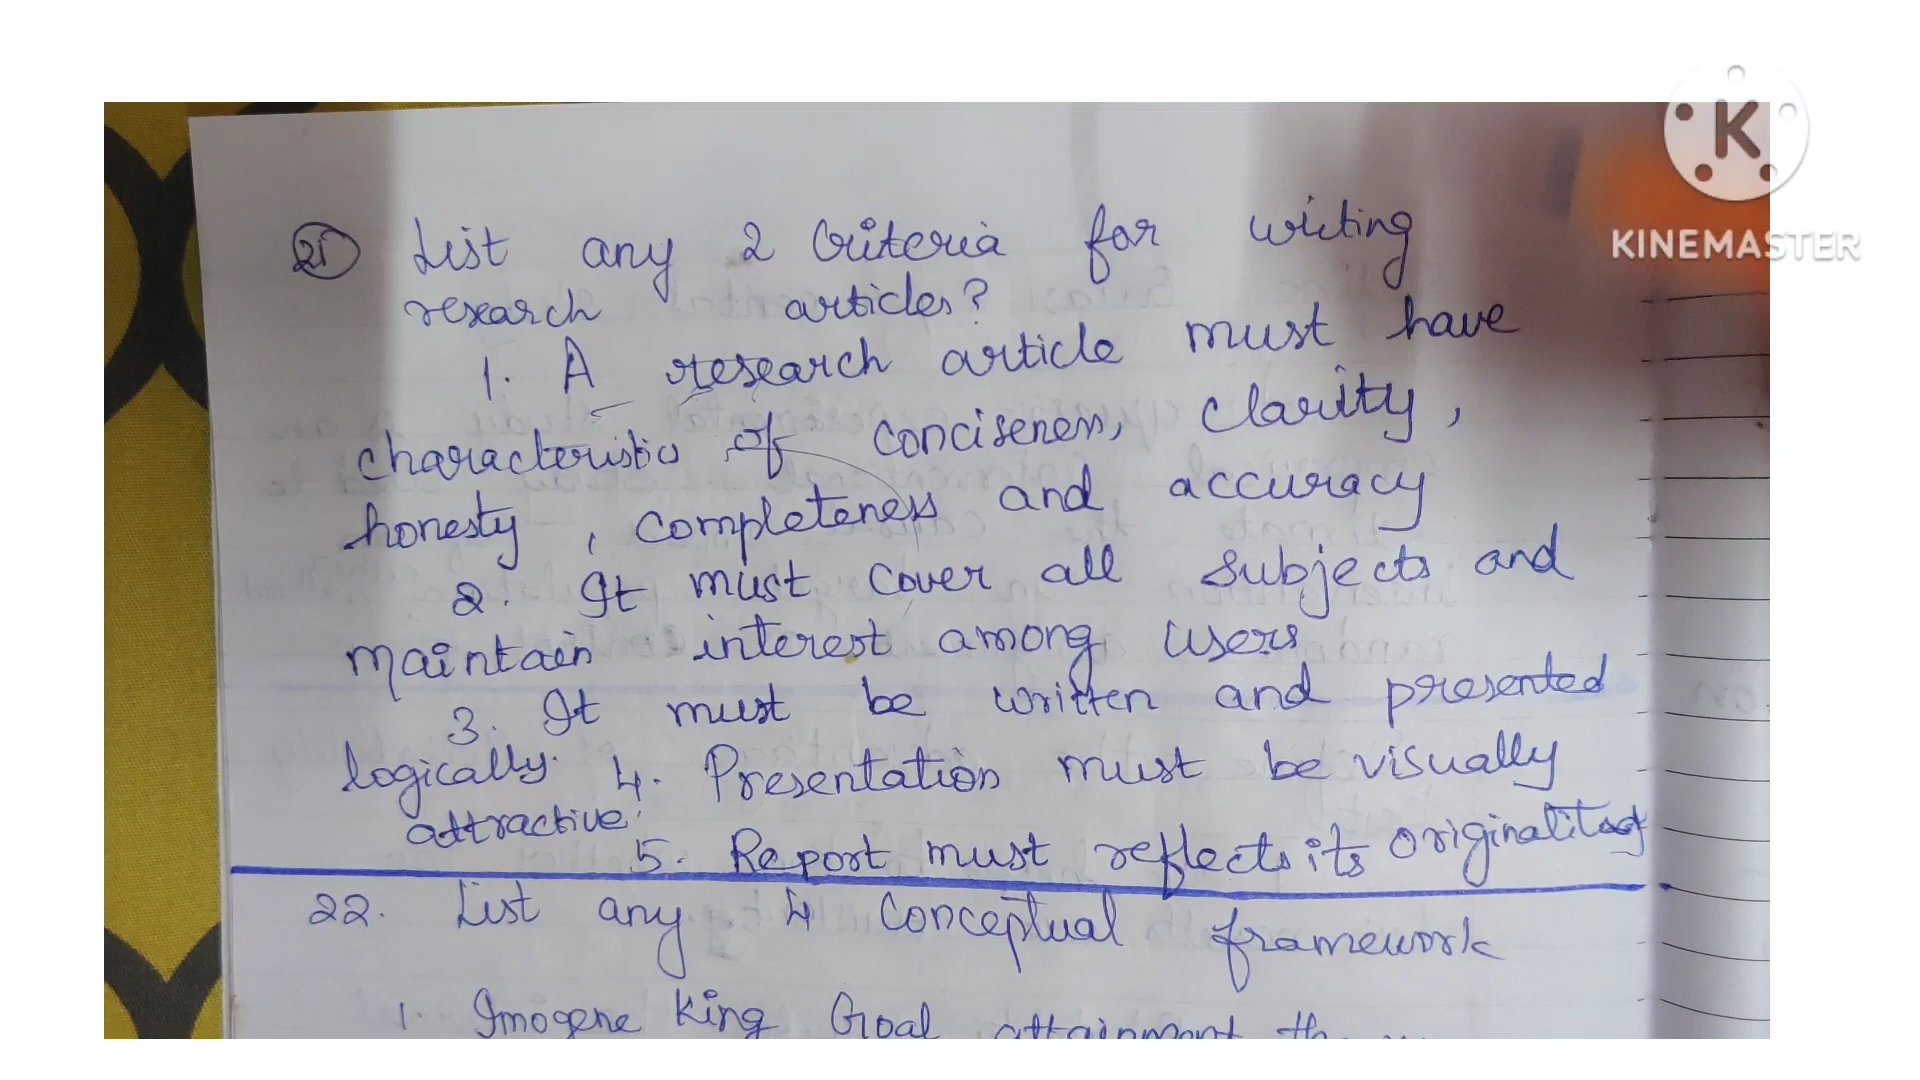 21 List any 2 Criteria for writing
research articles?
1. A research article must have
characteristics of conciseness, clarity,
honesty, completeness and accuracy
2. It must cover all subjects and
maintain interest among users
3. It must be written and presented
logically. 4. Presentation must be visually
attractive.
5. Report must reflects its originality
22. List any 4 Conceptual framework
1. Imogene King Goal attainment
K
KINEMASTER